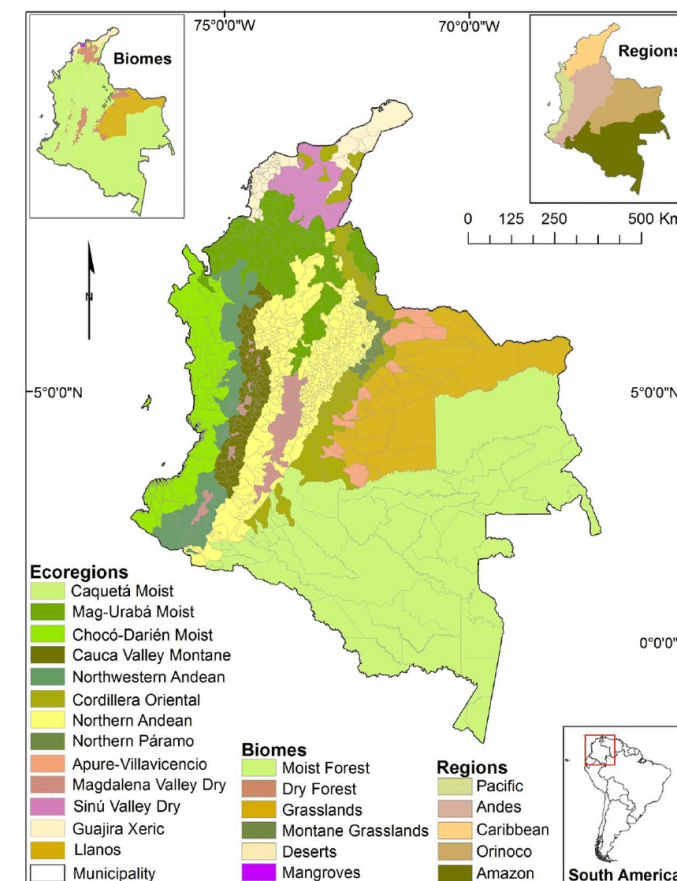 75°0'0"W
70°0'0"W
Biomes
Regions
0 125 250 500 Km
N
5°0'0"N
5°0'0"N
0°0'0"
Ecoregions
Caquetá Moist
Mag-Urabá Moist
Chocó-Darién Moist
Cauca Valley Montane
Northwestern Andean
Cordillera Oriental
Northern Andean
Northern Páramo
Apure-Villavicencio
Magdalena Valley Dry
Sinú Valley Dry
Guajira Xeric
Llanos
Municipality
Biomes
Moist Forest
Dry Forest
Grasslands
Montane Grasslands
Deserts
Mangroves
Regions
Pacific
Andes
Caribbean
Orinoco
Amazon
South America